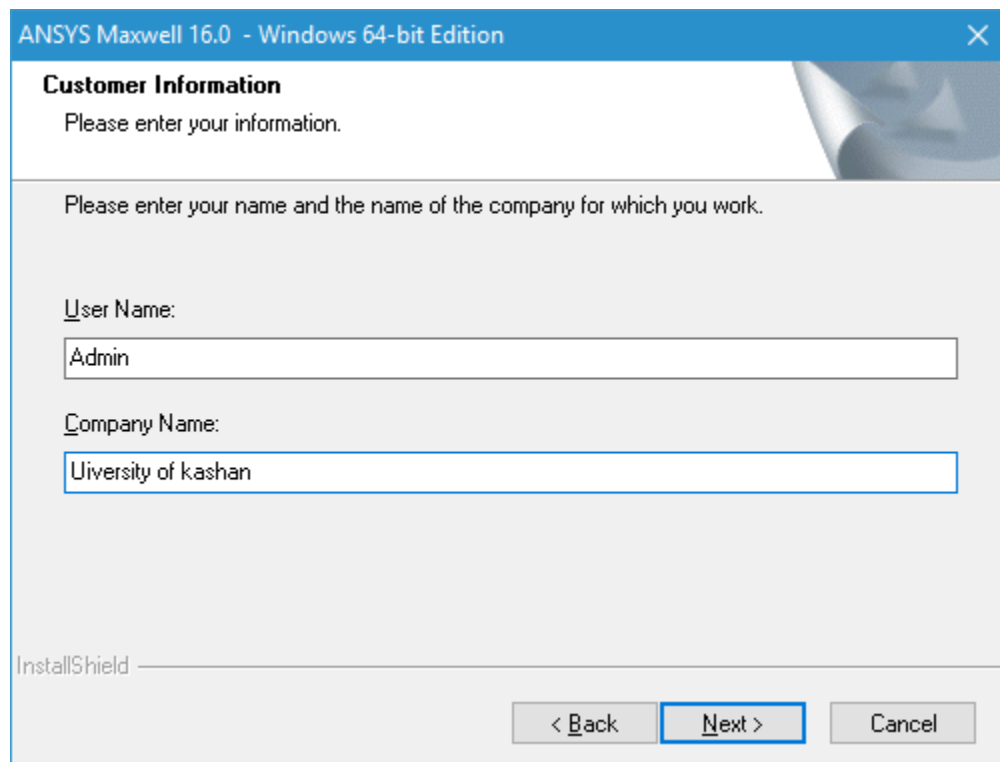 ANSYS Maxwell 16.0 - Windows 64-bit Edition
Customer Information
Please enter your information.
Please enter your name and the name of the company for which you work.
User Name:
Admin
Company Name:
Uiversity of kashan
InstallShield
< Back Next > Cancel